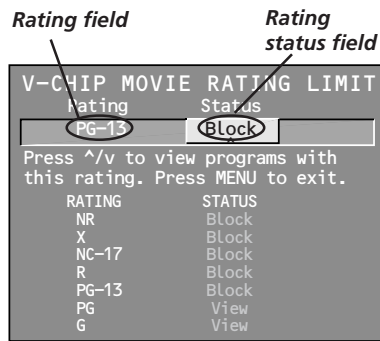 Rating field
Rating
status field
V-CHIP MOVIE RATING LIMIT
Rating Status
PG-13 Block
Press ^/v to view programs with
this rating. Press MENU to exit.
RATING STATUS
NR Block
X Block
NC-17 Block
R Block
PG-13 Block
PG View
G View